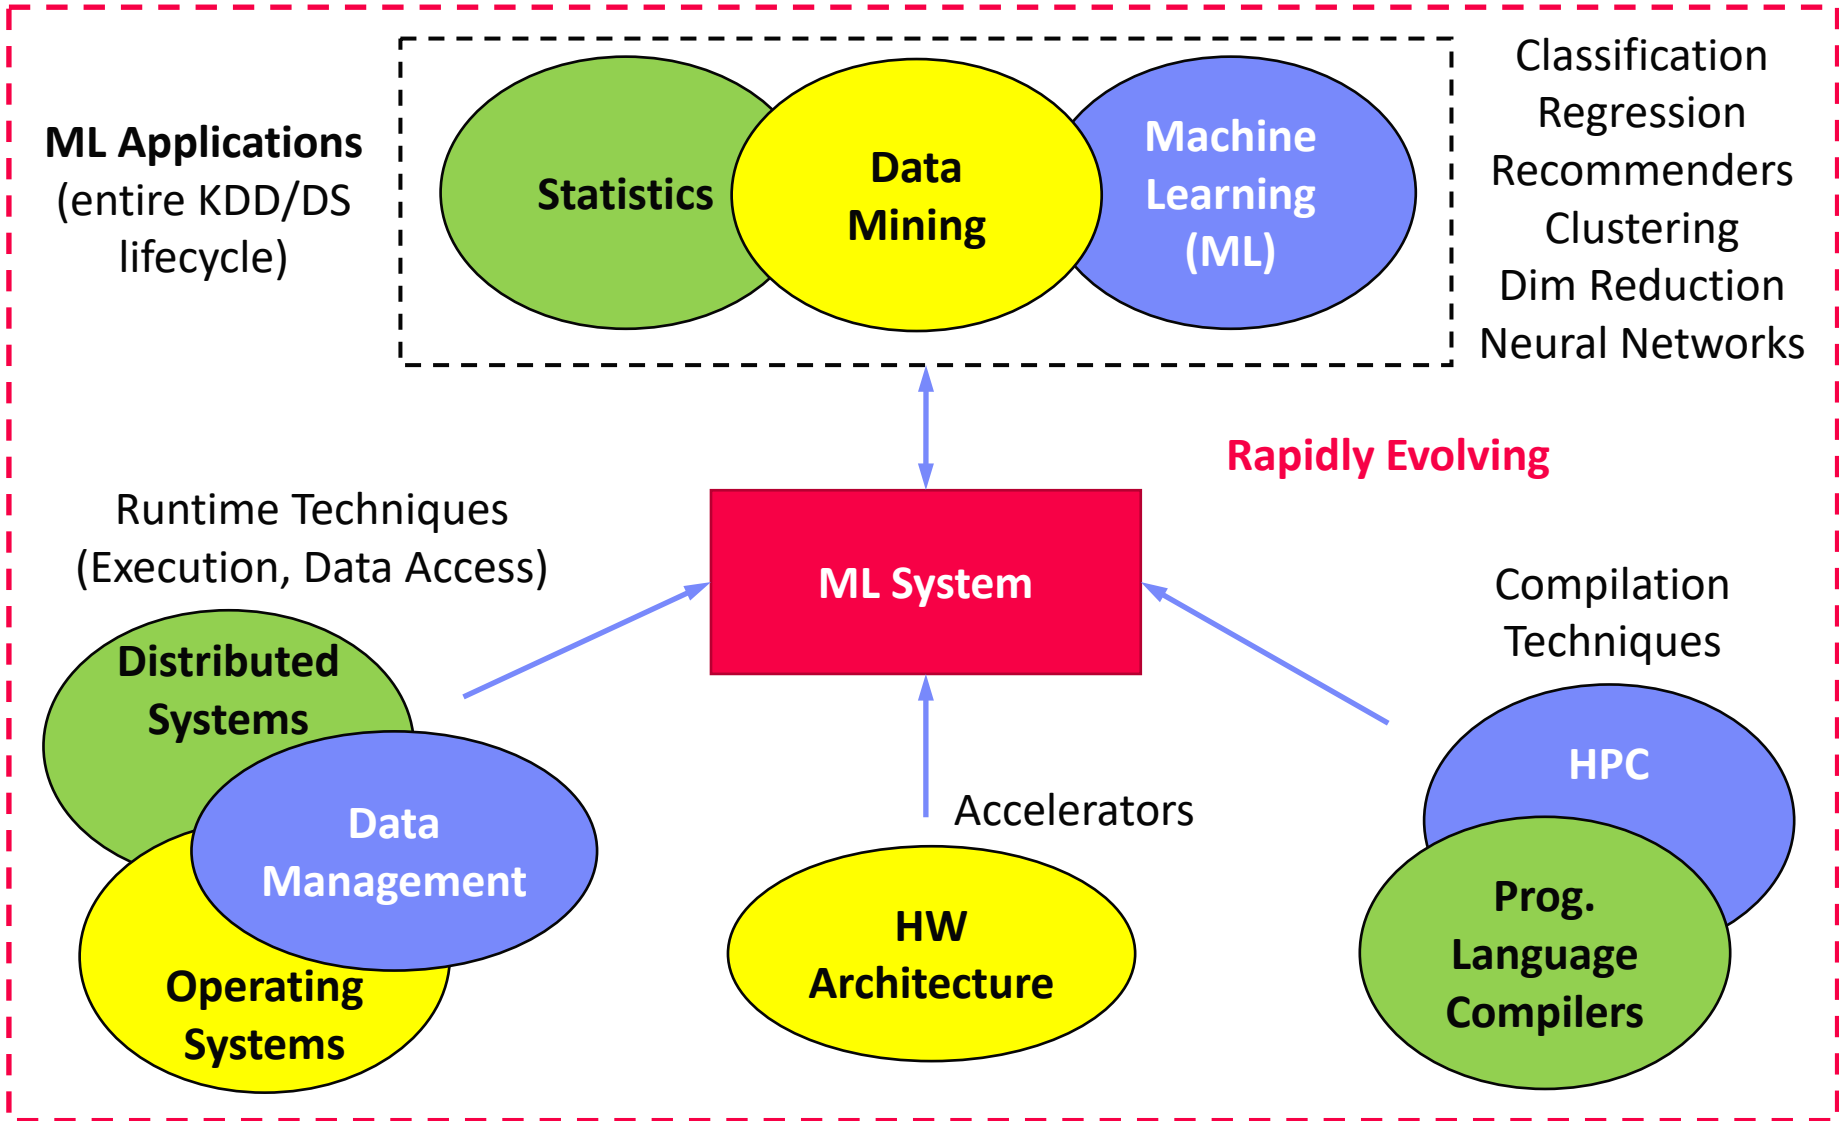 ML Applications
(entire KDD/DS
lifecycle)
Statistics
Data
Mining
Machine
Learning
(ML)
Classification
Regression
Recommenders
Clustering
Dim Reduction
Neural Networks
Rapidly Evolving
Runtime Techniques
(Execution, Data Access)
ML System
Compilation
Techniques
Distributed
Systems
Data
Management
Operating
Systems
Accelerators
HW
Architecture
HPC
Prog.
Language
Compilers